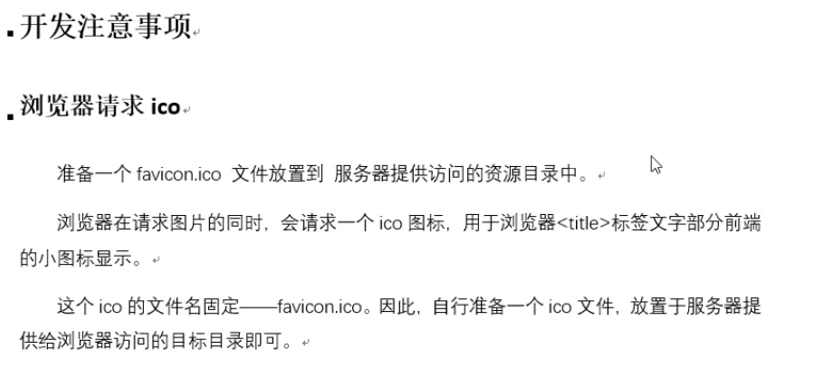 开发注意事项
浏览器请求 ico
准备一个 favicon.ico 文件放置到 服务器提供访问的资源目录中。
浏览器在请求图片的同时，会请求一个 ico 图标，用于浏览器<title>标签文字部分前端
的小图标显示。
这个 ico 的文件名固定——favicon.ico。因此，自行准备一个 ico 文件，放置于服务器提
供给浏览器访问的目标目录即可。